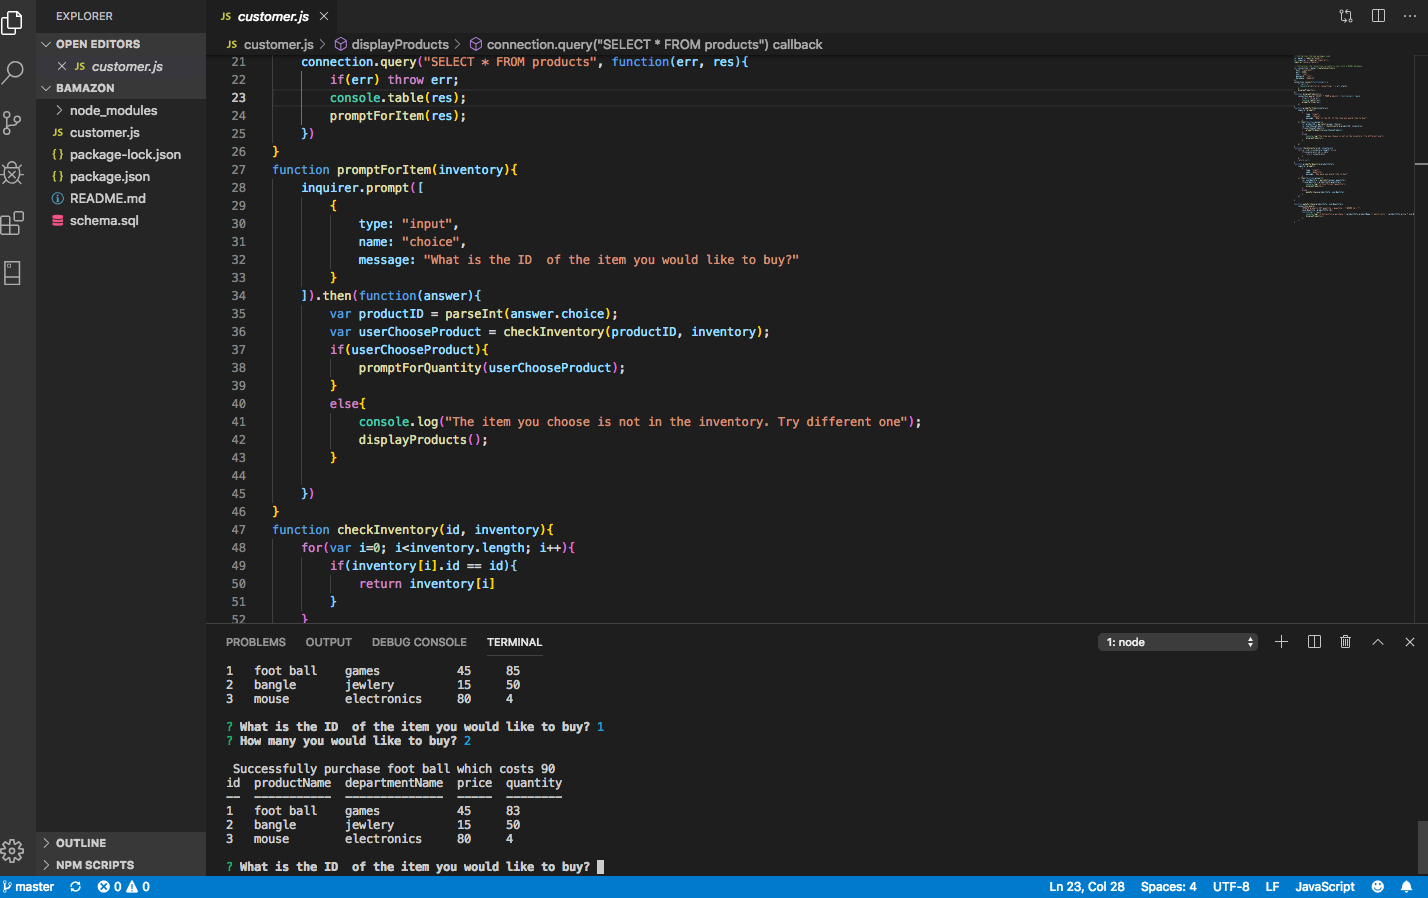 EXPLORER
OPEN EDITORS
JS customer.js
BAMAZON
node_modules
JS customer.js
{} package-lock.json
{} package.json
README.md
schema.sql
OUTLINE
NPM SCRIPTS
JS customer.js
JS customer.js > displayProducts > connection.query("SELECT * FROM products") callback
21 connection.query("SELECT * FROM products", function(err, res){
22 if(err) throw err;
23 console.table(res);
24 promptForItem(res);
25 })
26 }
27 function promptForItem(inventory){
28 inquirer.prompt([
29 {
30 type: "input",
31 name: "choice",
32 message: "What is the ID  of the item you would like to buy?"
33 }
34 ]).then(function(answer){
35 var productID = parseInt(answer.choice);
36 var userChooseProduct = checkInventory(productID, inventory);
37 if(userChooseProduct){
38 promptForQuantity(userChooseProduct);
39 }
40 else{
41 console.log("The item you choose is not in the inventory. Try different one");
42 displayProducts();
43 }
44
45 })
46 }
47 function checkInventory(id, inventory){
48 for(var i=0; i<inventory.length; i++){
49 if(inventory[i].id == id){
50 return inventory[i]
51 }
52 }
PROBLEMS OUTPUT DEBUG CONSOLE TERMINAL 1: node
1 foot ball games 45 85
2 bangle jewlery 15 50
3 mouse electronics 80 4
? What is the ID  of the item you would like to buy? 1
? How many you would like to buy? 2
Successfully purchase foot ball which costs 90
id productName departmentName price quantity
1 foot ball games 45 83
2 bangle jewlery 15 50
3 mouse electronics 80 4
? What is the ID  of the item you would like to buy?
master 0 0 Ln 23, Col 28 Spaces: 4 UTF-8 LF JavaScript